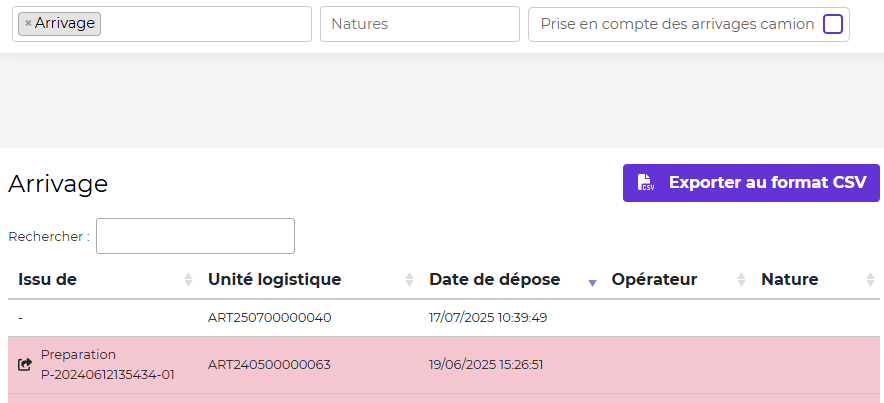 × Arrivage Natures Prise en compte des arrivages camion
Arrivage
CSV Exporter au format CSV
Rechercher :
Issu de Unité logistique Date de dépose Opérateur Nature
- ART250700000040 17/07/2025 10:39:49
Preparation
P-20240612135434-01 ART240500000063 19/06/2025 15:26:51